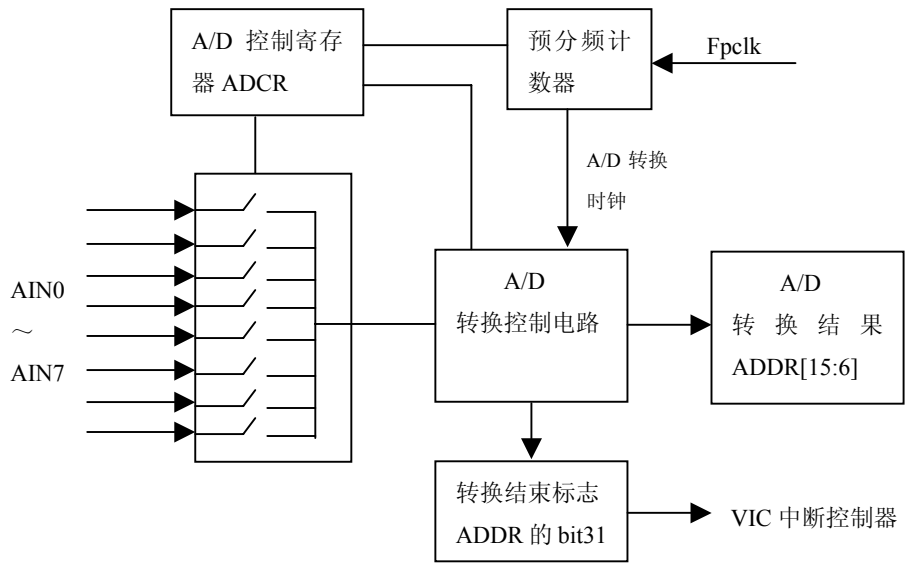 A/D 控制寄存
器 ADCR
预分频计
数器
Fpclk
A/D 转换
时钟
AIN0
～
AIN7
A/D
转换控制电路
A/D
转 换 结 果
ADDR[15:6]
转换结束标志
ADDR 的 bit31
VIC 中断控制器